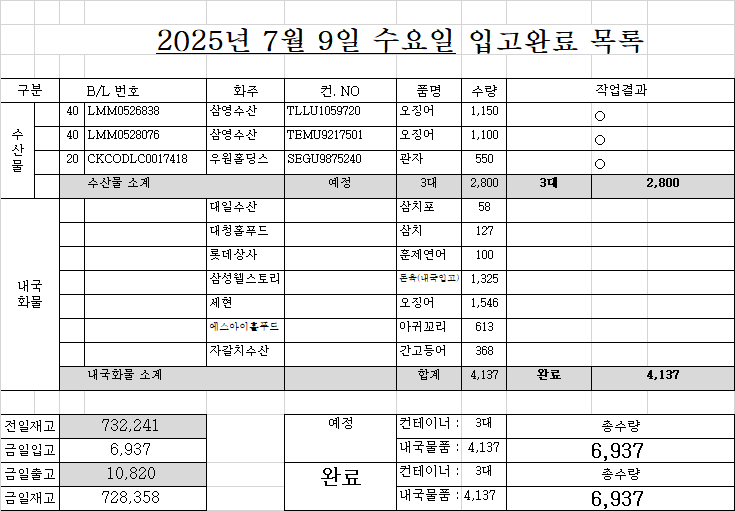 2025년 7월 9일 수요일 입고완료 목록
구분 B/L 번호 화주 컨. NO 품명 수량 작업결과
수산물
40 LMM0526838 삼영수산 TLLU1059720 오징어 1,150 ○
40 LMM0528076 삼영수산 TEMU9217501 오징어 1,100 ○
20 CKCODLC0017418 우원홀딩스 SEGU9875240 판자 550 ○
수산물 소계 예정 3대 2,800 3대 2,800
내국화물
대일수산 삼치포 58
대청홀푸드 삼치 127
롯데상사 훈제연어 100
삼성웰스토리 돈육(내국입고) 1,325
제현 오징어 1,546
에스아이홀푸드 아귀꼬리 613
자갈치수산 간고등어 368
내국화물 소계 합계 4,137 완료 4,137
전일재고 732,241 예정 컨테이너 : 3대 총수량
금일입고 6,937 내국물품 : 4,137 6,937
금일출고 10,820 완료 컨테이너 : 3대 총수량
금일재고 728,358 내국물품 : 4,137 6,937